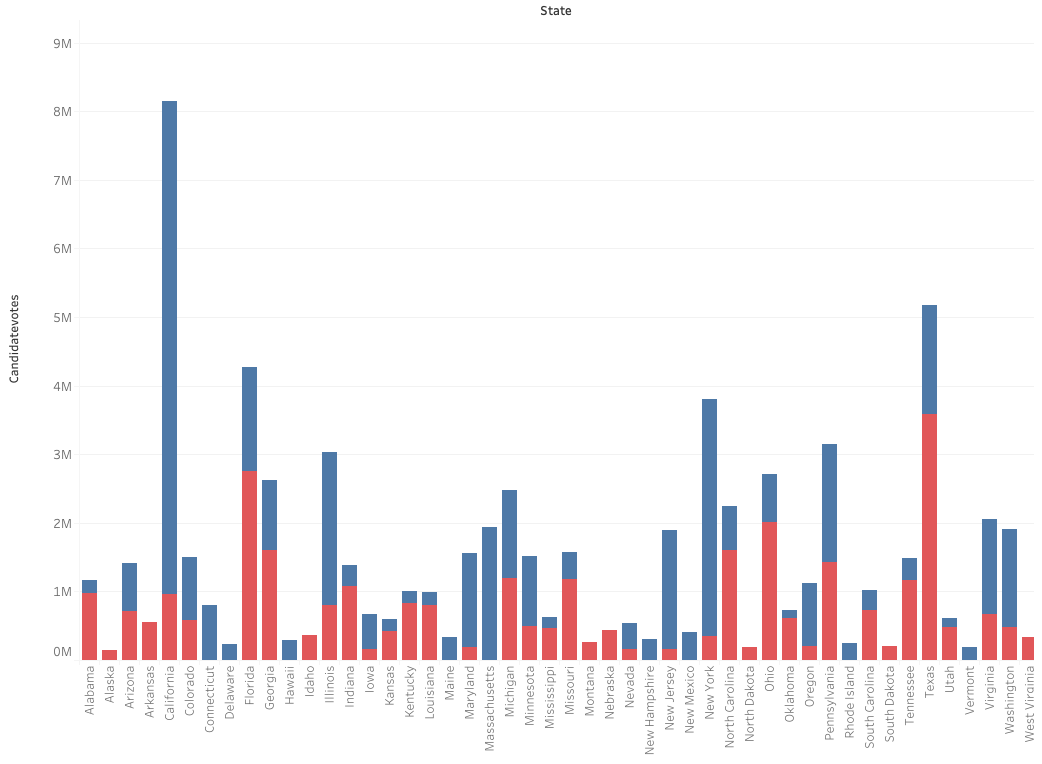 State
9M
8M
7M
6M
5M
4M
3M
2M
1M
0M
Candidatevotes
Alabama
Alaska
Arizona
Arkansas
California
Colorado
Connecticut
Delaware
Florida
Georgia
Hawaii
Idaho
Illinois
Indiana
Iowa
Kansas
Kentucky
Louisiana
Maine
Maryland
Massachusetts
Michigan
Minnesota
Mississippi
Missouri
Montana
Nebraska
Nevada
New Hampshire
New Jersey
New Mexico
New York
North Carolina
North Dakota
Ohio
Oklahoma
Oregon
Pennsylvania
Rhode Island
South Carolina
South Dakota
Tennessee
Texas
Utah
Vermont
Virginia
Washington
West Virginia